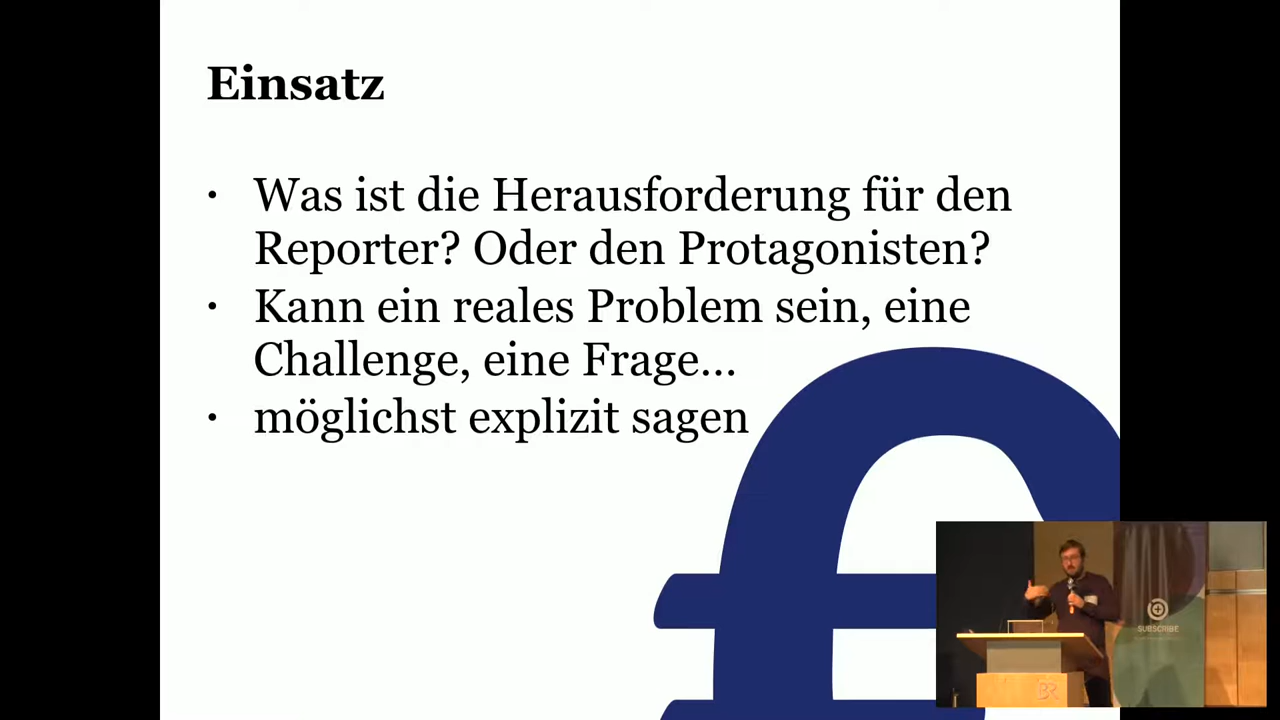 Einsatz
· Was ist die Herausforderung für den
Reporter? Oder den Protagonisten?
· Kann ein reales Problem sein, eine
Challenge, eine Frage...
· möglichst explizit sagen
€
SUBSCRIBE
BR